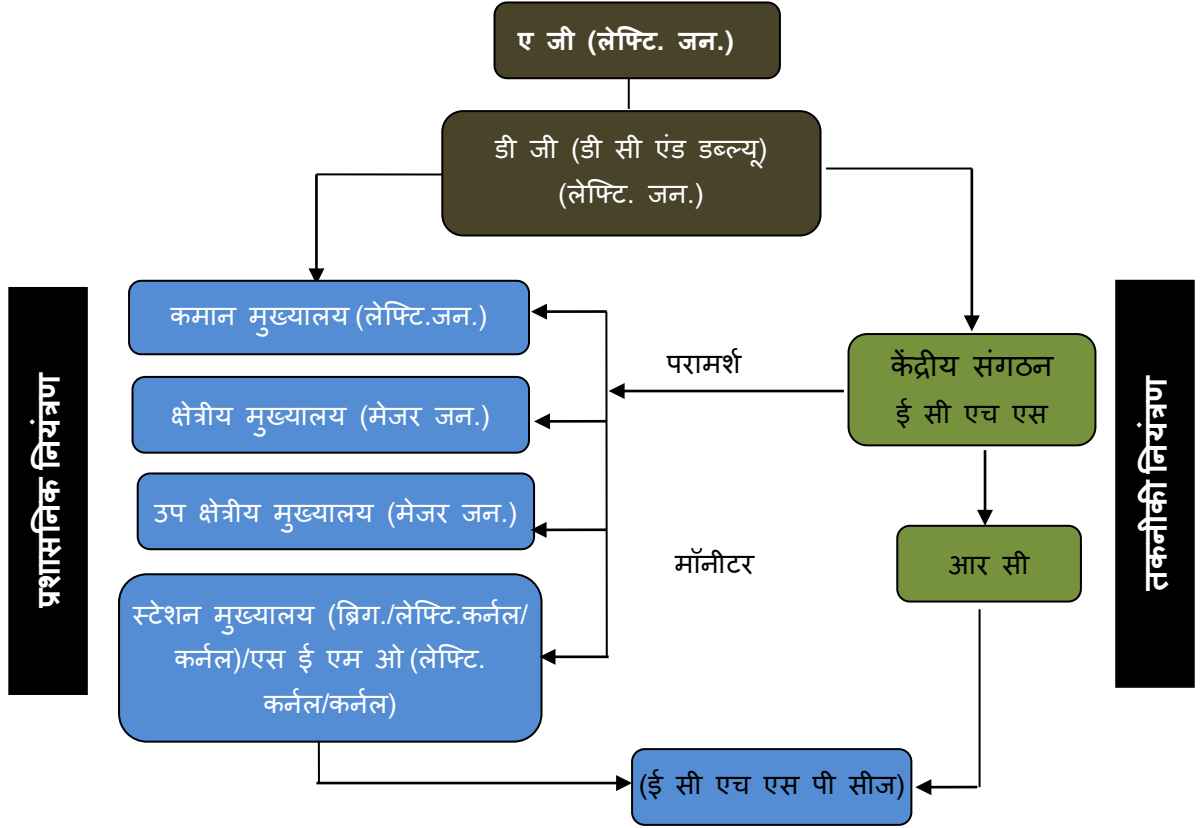 ए जी (लेफ्टि. जन.)
डी जी (डी सी एंड डब्ल्यू)
(लेफ्टि. जन.)
प्रशासनिक नियंत्रण
कमान मुख्यालय (लेफ्टि.जन.)
क्षेत्रीय मुख्यालय (मेजर जन.)
उप क्षेत्रीय मुख्यालय (मेजर जन.)
स्टेशन मुख्यालय (ब्रिग./लेफ्टि.कर्नल/
कर्नल)/एस ई एम ओ (लेफ्टि.
कर्नल/कर्नल)
परामर्श
मॉनीटर
केंद्रीय संगठन
ई सी एच एस
आर सी
तकनीकी नियंत्रण
(ई सी एच एस पी सीज)